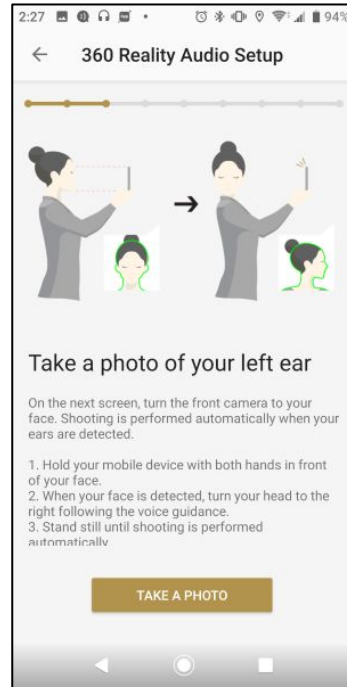 2:27
94%
360 Reality Audio Setup
Take a photo of your left ear
On the next screen, turn the front camera to your
face. Shooting is performed automatically when your
ears are detected.
1. Hold your mobile device with both hands in front
of your face.
2. When your face is detected, turn your head to the
right following the voice guidance.
3. Stand still until shooting is performed
automatically.
TAKE A PHOTO